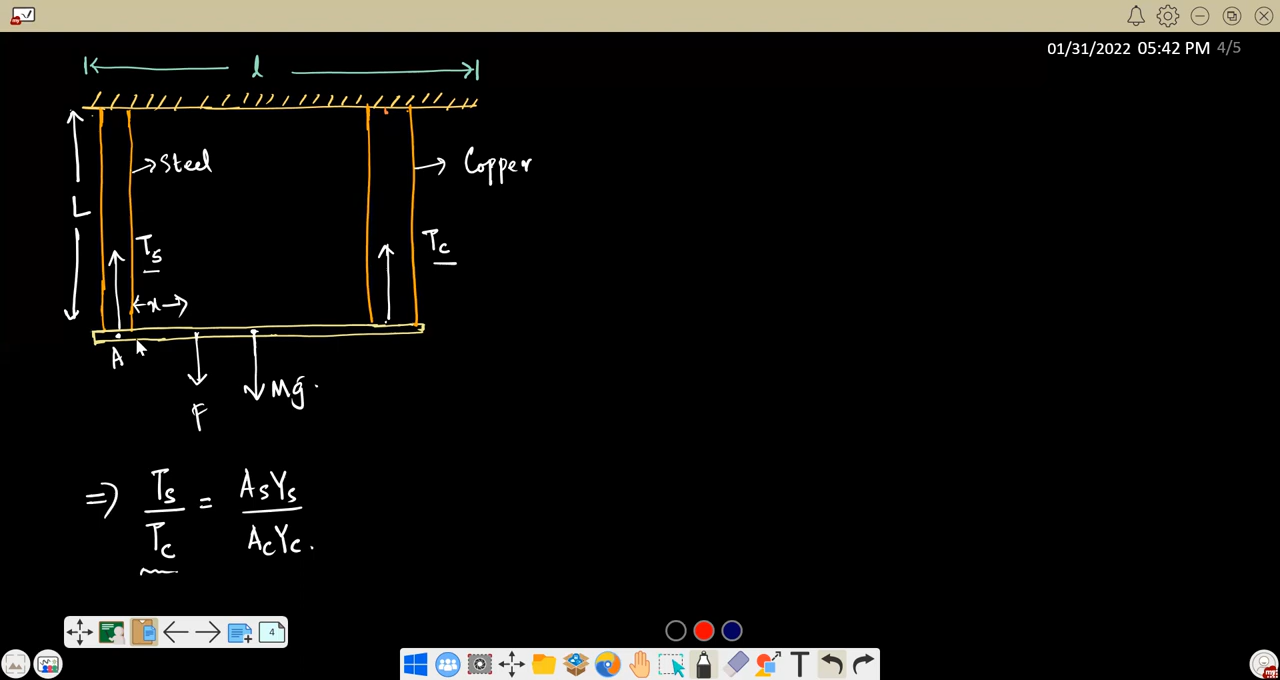 01/31/2022 05:42 PM 4/5
l
Steel
Copper
L
Ts
Tc
x
A
F
Mg.
⇒ Ts/Tc = AsYs/AcYc.
4
T